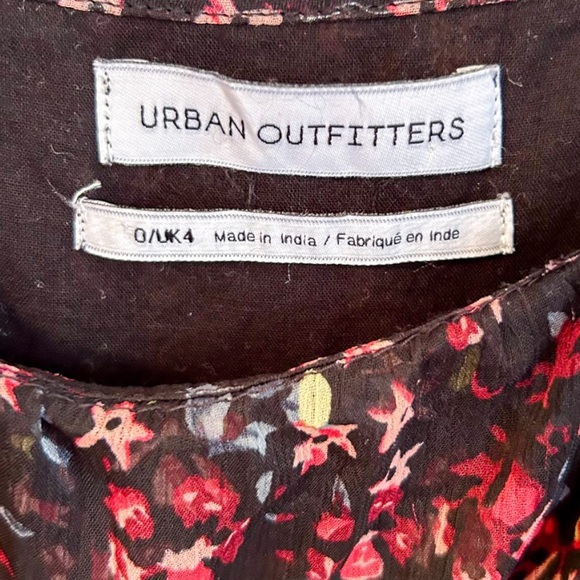 URBAN OUTFITTERS
0/UK4 Made in India / Fabriqué en Inde